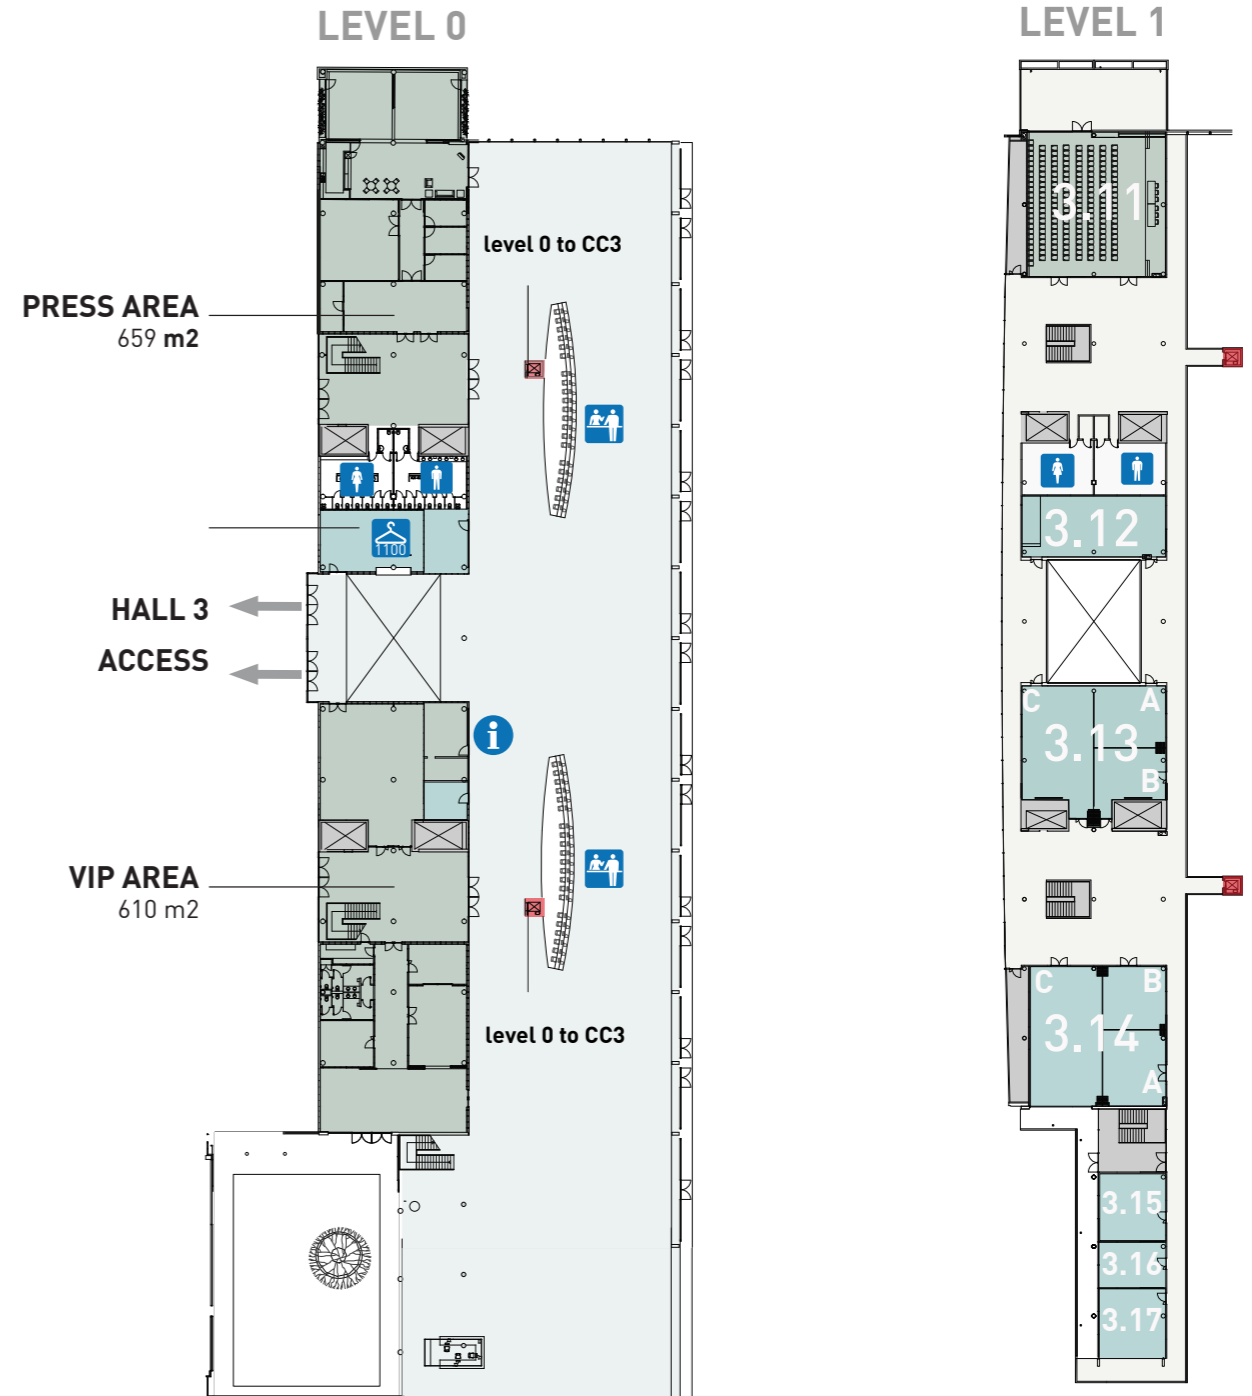 LEVEL 0
LEVEL 1
3.11
level 0 to CC3
PRESS AREA
659 m2
3.12
1100
HALL 3
ACCESS
C A
3.13
B
i
VIP AREA
610 m2
C B
3.14
A
level 0 to CC3
3.15
3.16
3.17